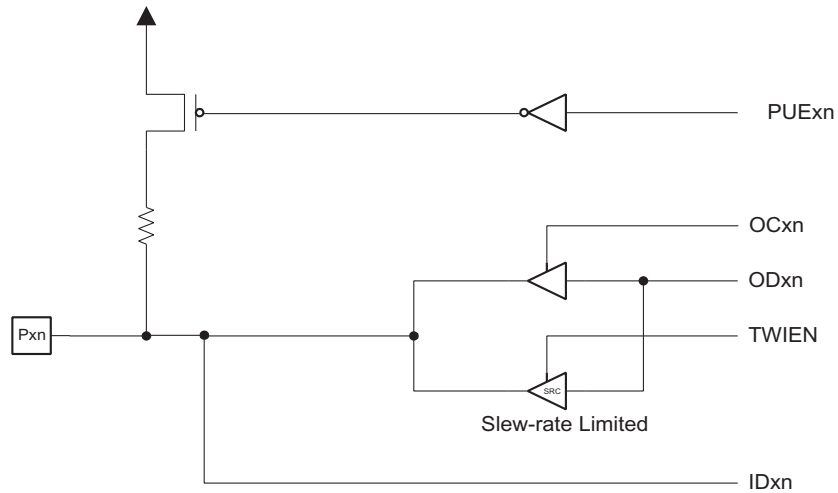 PUExn
OCxn
ODxn
Pxn
TWIEN
SRC
Slew-rate Limited
IDxn